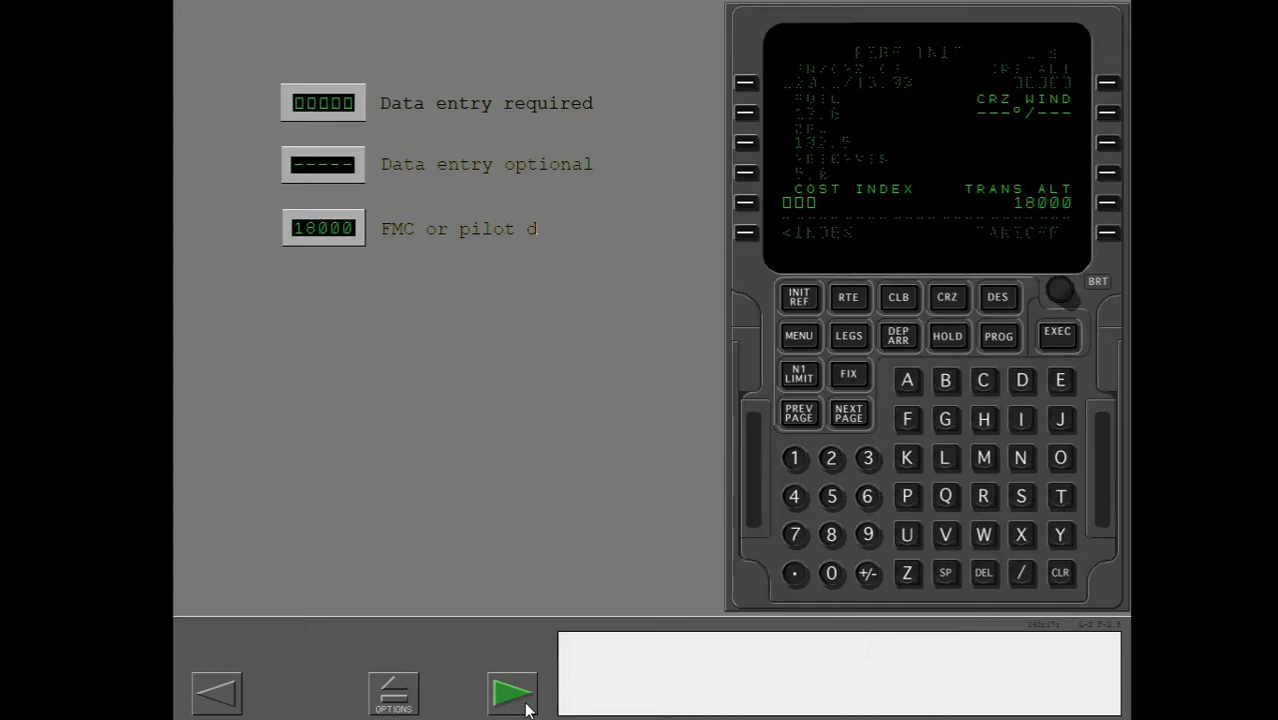 Data entry required
-----
Data entry optional
18000
FMC or pilot d
CRZ WIND
---°/---
COST INDEX
TRANS ALT
18000
<INDEX
BRT
INIT REF
RTE
CLB
CRZ
DES
MENU
LEGS
DEP ARR
HOLD
PROG
EXEC
N1 LIMIT
FIX
PREV PAGE
NEXT PAGE
A B C D E
F G H I J
1 2 3 K L M N O
4 5 6 P Q R S T
7 8 9 U V W X Y
. 0 +/- Z SP DEL / CLR
OPTIONS